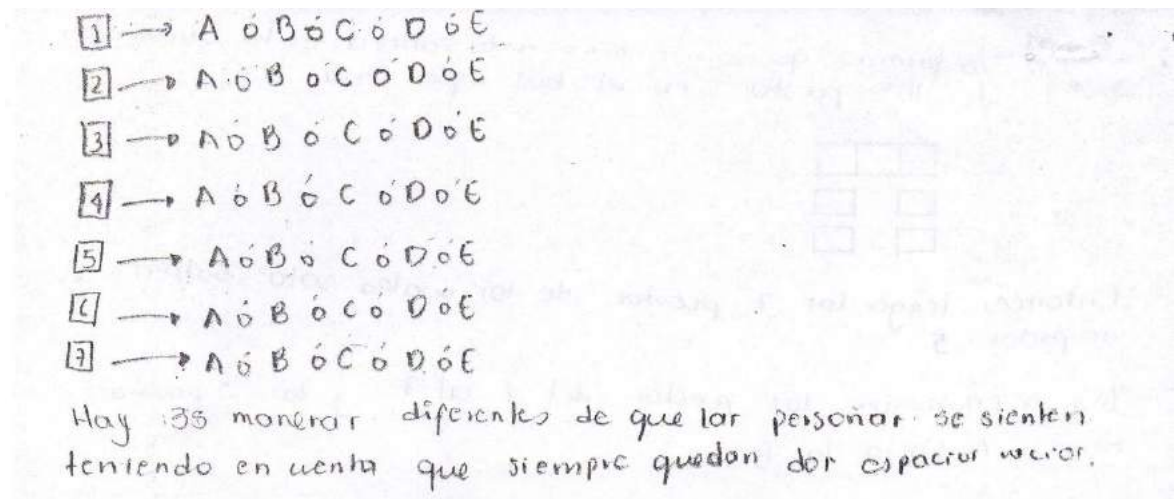 1 → A ó B ó C ó D ó E
2 → A ó B ó C ó D ó E
3 → A ó B ó C ó D ó E
4 → A ó B ó C ó D ó E
5 → A ó B ó C ó D ó E
6 → A ó B ó C ó D ó E
7 → A ó B ó C ó D ó E
Hay 35 maneras diferentes de que las personas se sienten
teniendo en cuenta que siempre quedan dos espacios vacios.